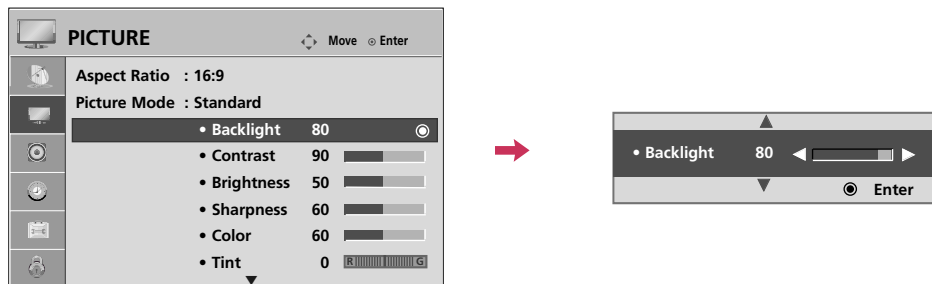 PICTURE Move Enter
Aspect Ratio : 16:9
Picture Mode : Standard
• Backlight 80
• Contrast 90
• Brightness 50
• Sharpness 60
• Color 60
• Tint 0 R G
• Backlight 80
Enter